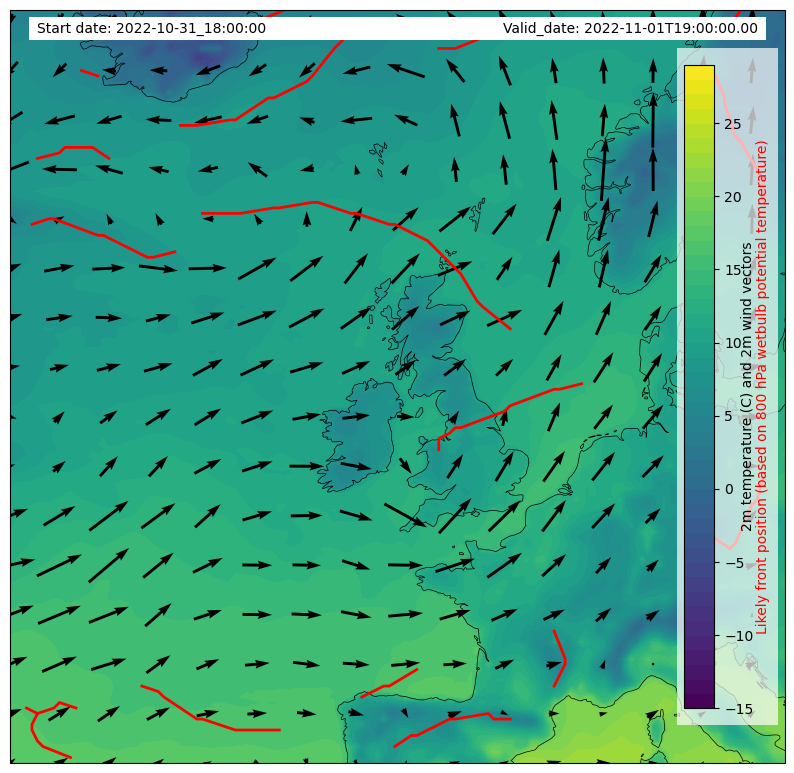 Start date: 2022-10-31_18:00:00
Valid_date: 2022-11-01T19:00:00.00
25
20
15
10
5
0
−5
−10
−15
2m temperature (C) and 2m wind vectors
Likely front position (based on 800 hPa wetbulb potential temperature)